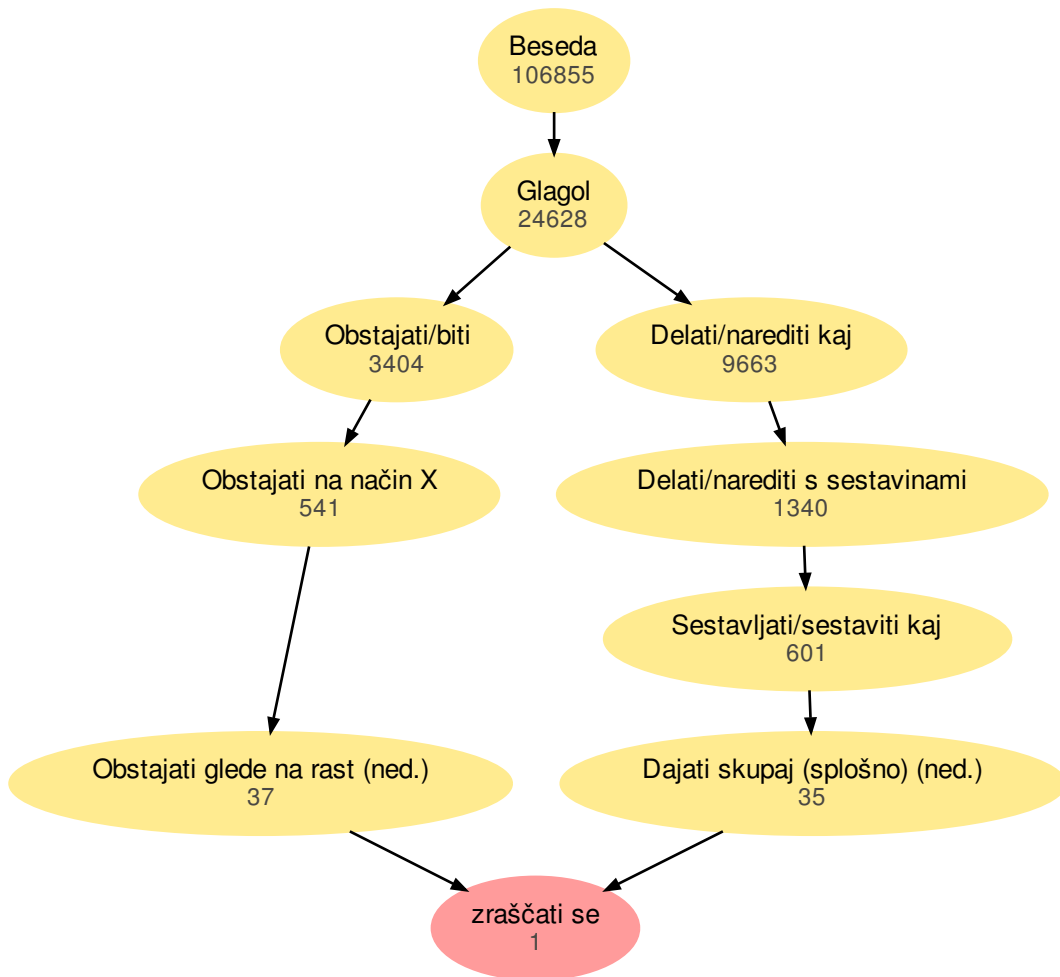 Beseda
106855
Glagol
24628
Obstajati/biti
3404
Delati/narediti kaj
9663
Obstajati na način X
541
Delati/narediti s sestavinami
1340
Sestavljati/sestaviti kaj
601
Obstajati glede na rast (ned.)
37
Dajati skupaj (splošno) (ned.)
35
zraščati se
1